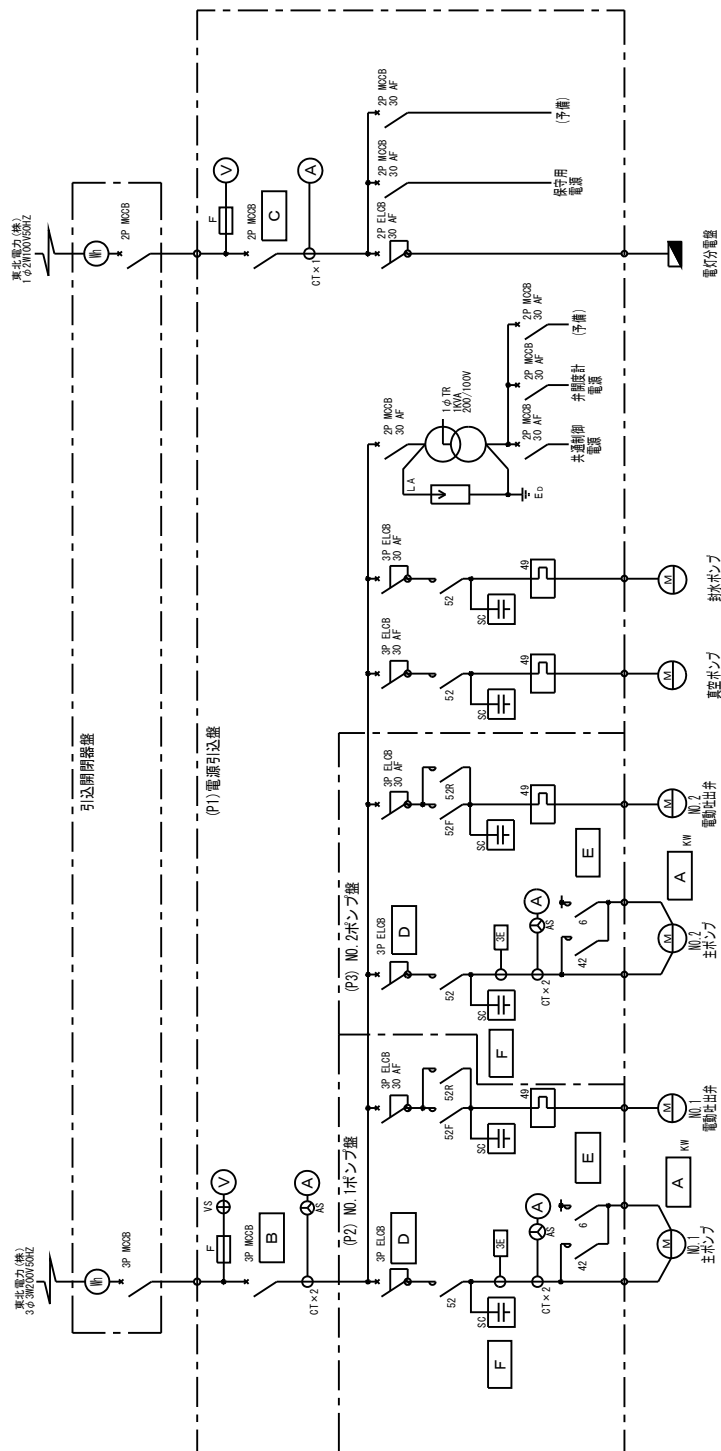 東北電力(株)
3φ3W200V50HZ
東北電力(株)
1φ2W100V50HZ
引込開閉器盤
Wh
3P MCCB
Wh
2P MCCB
(P1)電源引込盤
F
VS
V
3P MCCB
B
AS
A
CT×2
F
V
2P MCCB
C
A
CT×1
(P2) NO.1ポンプ盤
3P ELCB
D
52
SC
F
3E
A
AS
CT×2
42
6
E
M
NO.1
主ポンプ
A
KW
3P ELCB
30 AF
52F
52R
SC
49
M
NO.1
電動吐出弁
(P3) NO.2ポンプ盤
3P ELCB
D
52
SC
F
3E
A
AS
CT×2
42
6
E
M
NO.2
主ポンプ
A
KW
3P ELCB
30 AF
52F
52R
SC
49
M
NO.2
電動吐出弁
3P ELCB
30 AF
52
SC
49
M
真空ポンプ
3P ELCB
30 AF
52
SC
49
M
封水ポンプ
2P MCCB
30 AF
LA
1φTR
1KVA
200/100V
ED
2P MCCB
30 AF
共通制御
電源
2P MCCB
30 AF
弁開度計
電源
2P MCCB
30 AF
(予備)
2P ELCB
30 AF
電灯分電盤
2P MCCB
30 AF
保守用
電源
2P MCCB
30 AF
(予備)